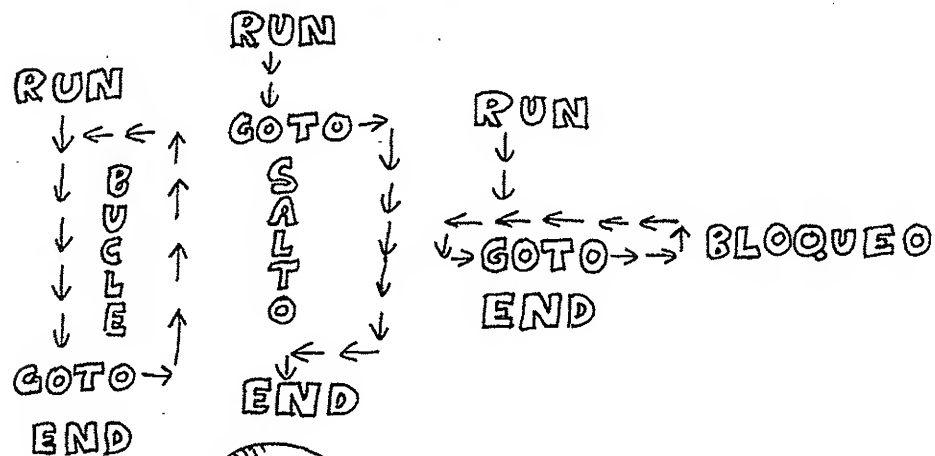 RUN
BUCLE
GOTO
END
RUN
GOTO
SALTO
END
RUN
GOTO
BLOQUEO
END